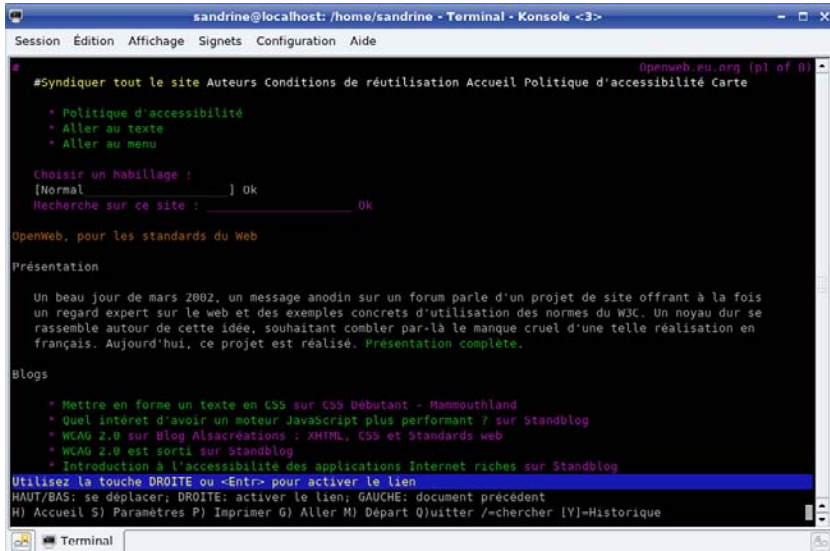 sandrine@localhost: /home/sandrine - Terminal - Konsole <3>
Session Édition Affichage Signets Configuration Aide
# Openweb.eu.org (p1 of 8)
#Syndiquer tout le site Auteurs Conditions de réutilisation Accueil Politique d'accessibilité Carte
* Politique d'accessibilité
* Aller au texte
* Aller au menu
Choisir un habillage :
[Normal____________________] Ok
Recherche sur ce site : ____________________ Ok
OpenWeb, pour les standards du Web
Présentation
Un beau jour de mars 2002, un message anodin sur un forum parle d'un projet de site offrant à la fois
un regard expert sur le web et des exemples concrets d'utilisation des normes du W3C. Un noyau dur se
rassemble autour de cette idée, souhaitant combler par-là le manque cruel d'une telle réalisation en
français. Aujourd'hui, ce projet est réalisé. Présentation complète.
Blogs
* Mettre en forme un texte en CSS sur CSS Débutant - Mammouthland
* Quel intéret d'avoir un moteur JavaScript plus performant ? sur Standblog
* WCAG 2.0 sur Blog Alsacréations : XHTML, CSS et Standards web
* WCAG 2.0 est sorti sur Standblog
* Introduction à l'accessibilité des applications Internet riches sur Standblog
Utilisez la touche DROITE ou <Entr> pour activer le lien
HAUT/BAS: se déplacer; DROITE: activer le lien; GAUCHE: document précédent
H) Accueil S) Paramètres P) Imprimer G) Aller M) Départ Q)uitter /=chercher [Y]=Historique
Terminal